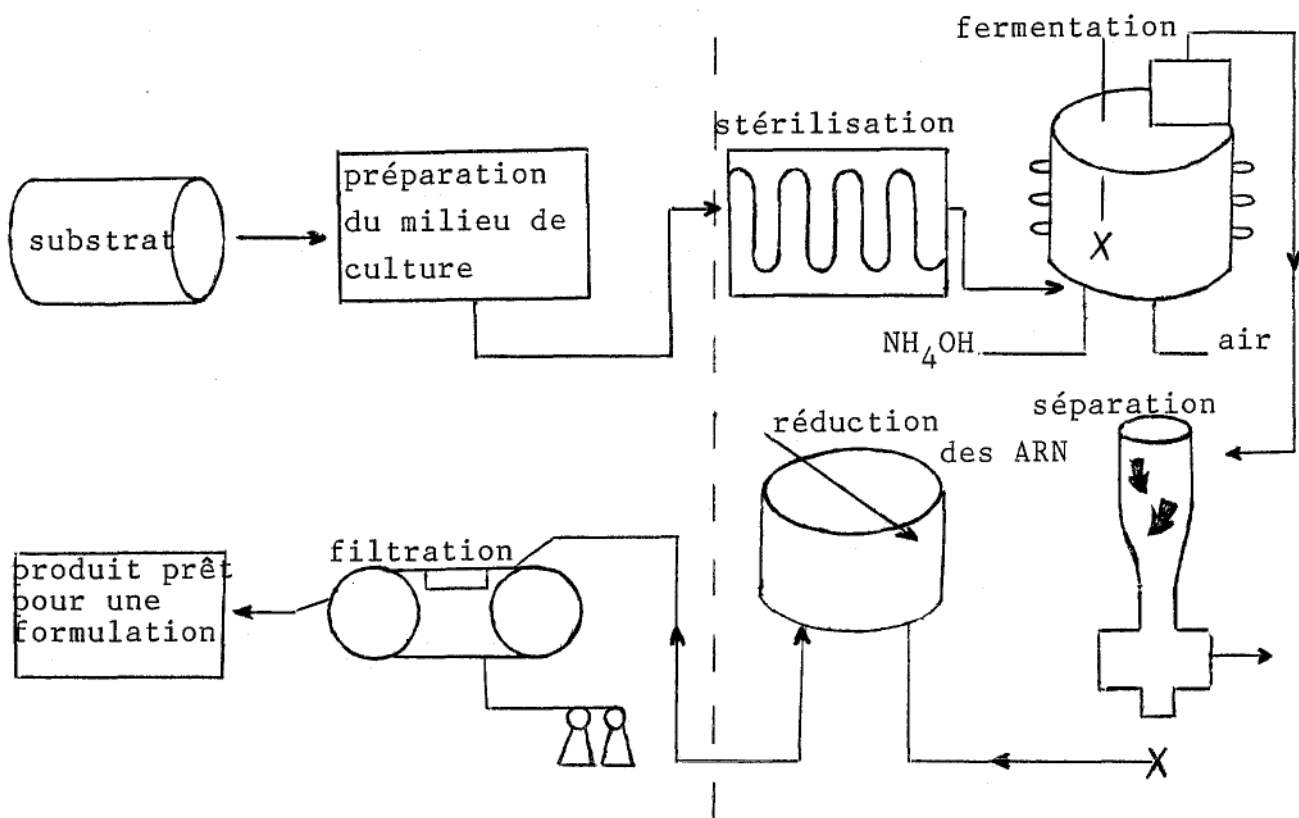 fermentation
stérilisation
préparation
du milieu de
culture
substrat
NH4OH
air
séparation
réduction
des ARN
filtration
produit prêt
pour une
formulation
X
X